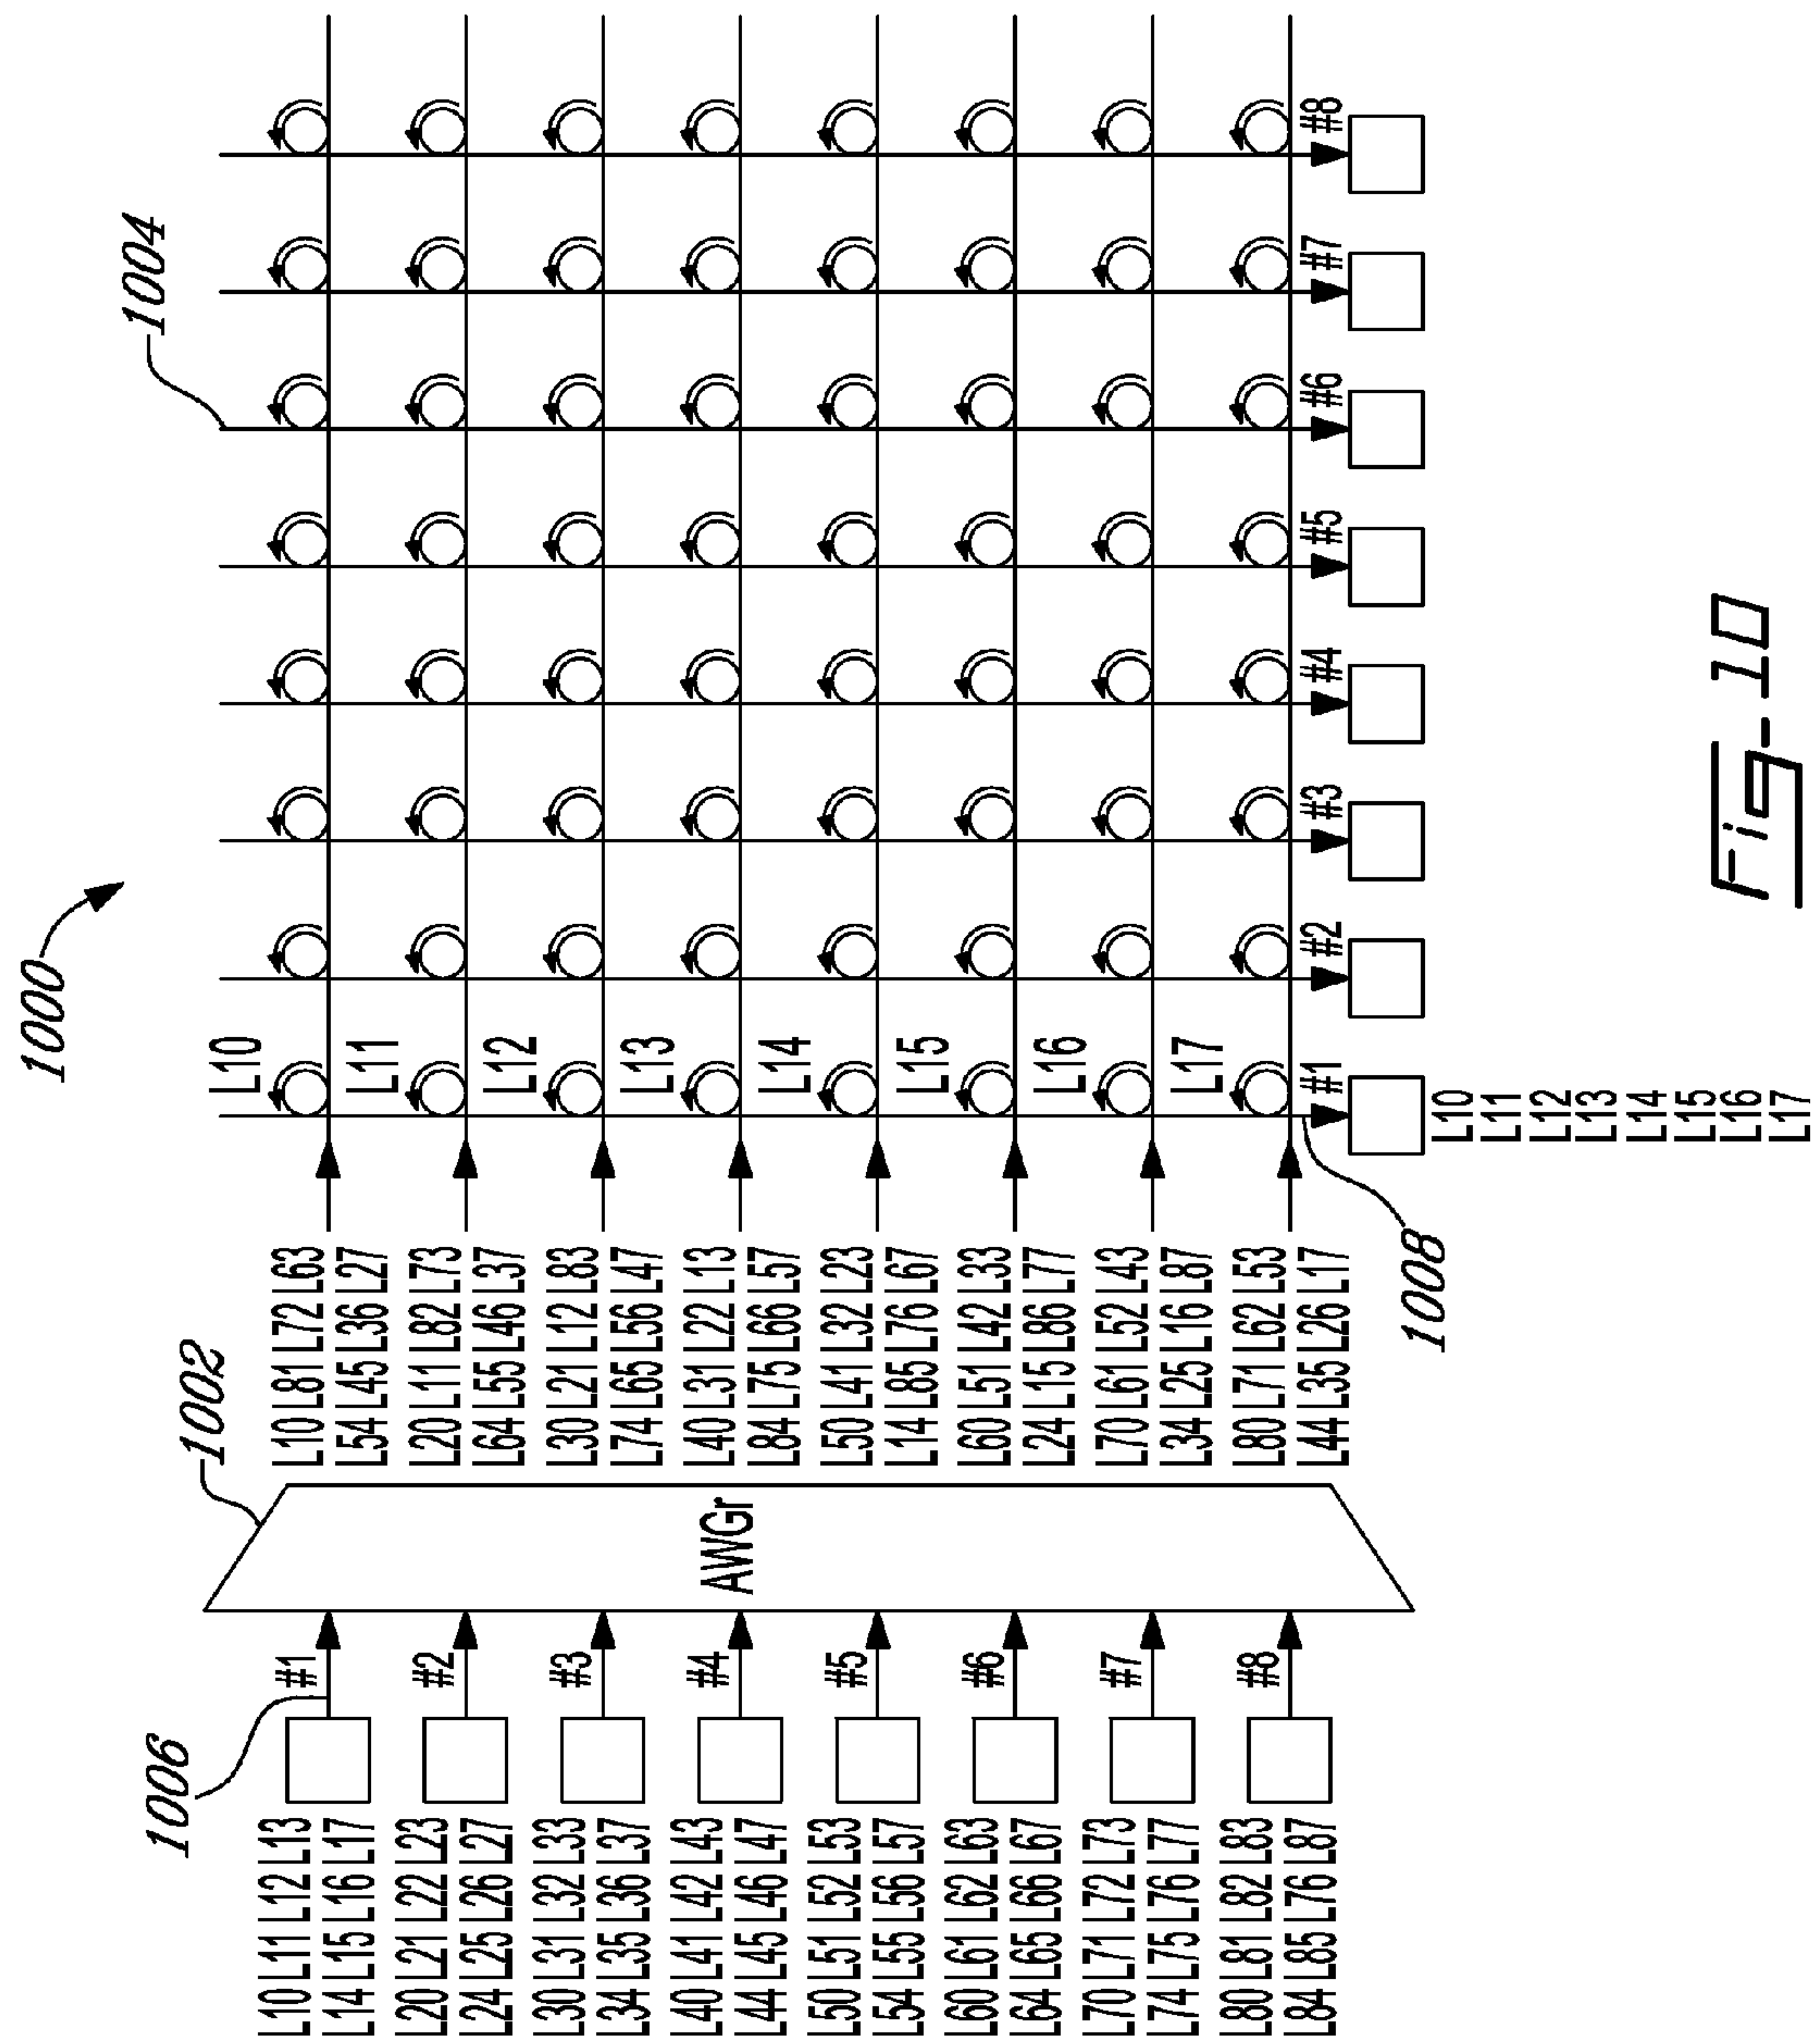 1000
1002
1004
1006
L10 L11 L12 L13
L14 L15 L16 L17
L20 L21 L22 L23
L24 L25 L26 L27
L30 L31 L32 L33
L34 L35 L36 L37
L40 L41 L42 L43
L44 L45 L46 L47
L50 L51 L52 L53
L54 L55 L56 L57
L60 L61 L62 L63
L64 L65 L66 L67
L70 L71 L72 L73
L74 L75 L76 L77
L80 L81 L82 L83
L84 L85 L76 L87
#1
#2
#3
#4
#5
#6
#7
#8
AWGr
L10 L81 L72 L63
L54 L45 L36 L27
L20 L11 L82 L73
L64 L55 L46 L37
L30 L21 L12 L83
L74 L65 L56 L47
L40 L31 L22 L13
L84 L75 L66 L57
L50 L41 L32 L23
L14 L85 L76 L67
L60 L51 L42 L33
L24 L15 L86 L77
L70 L61 L52 L43
L34 L25 L16 L87
L80 L71 L62 L53
L44 L35 L26 L17
L10
L11
L12
L13
L14
L15
L16
L17
#1
#2
#3
#4
#5
#6
#7
#8
1008
L10
L11
L12
L13
L14
L15
L16
L17
Fig-10